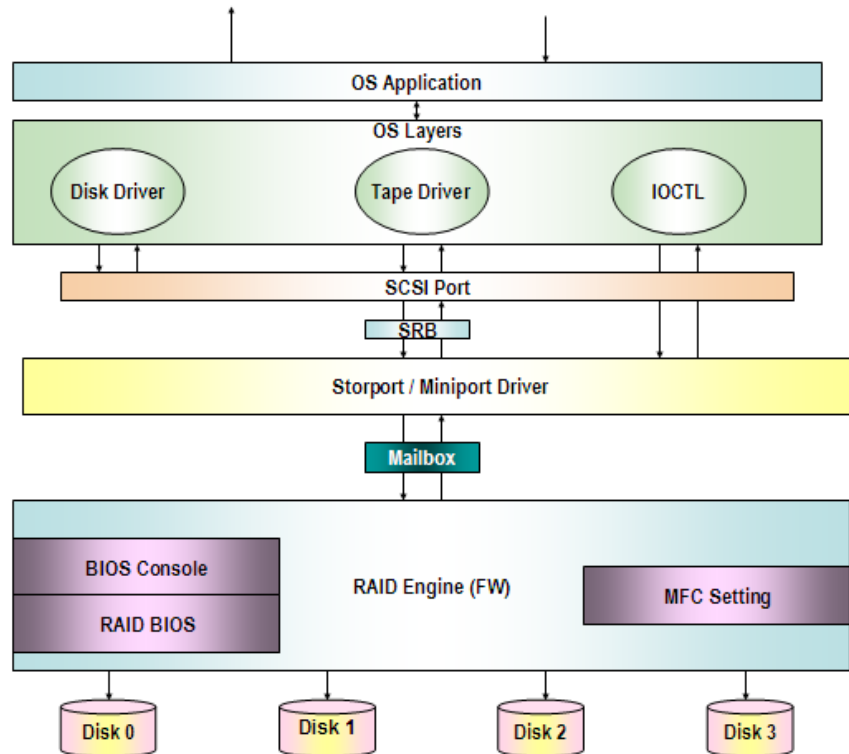 OS Application
OS Layers
Disk Driver
Tape Driver
IOCTL
SCSI Port
SRB
Storport / Miniport Driver
Mailbox
BIOS Console
RAID Engine (FW)
MFC Setting
RAID BIOS
Disk 0
Disk 1
Disk 2
Disk 3